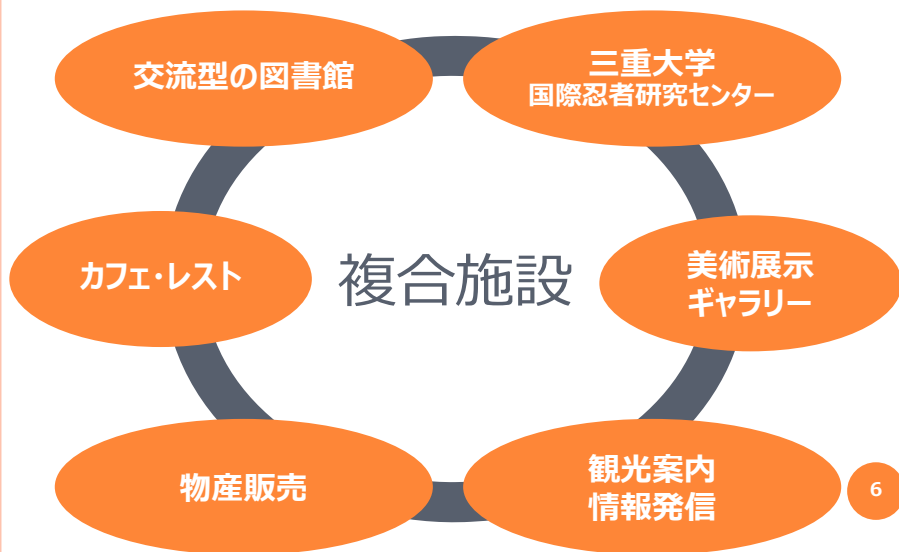 交流型の図書館
三重大学
国際忍者研究センター
カフェ・レスト
複合施設
美術展示
ギャラリー
物産販売
観光案内
情報発信
6